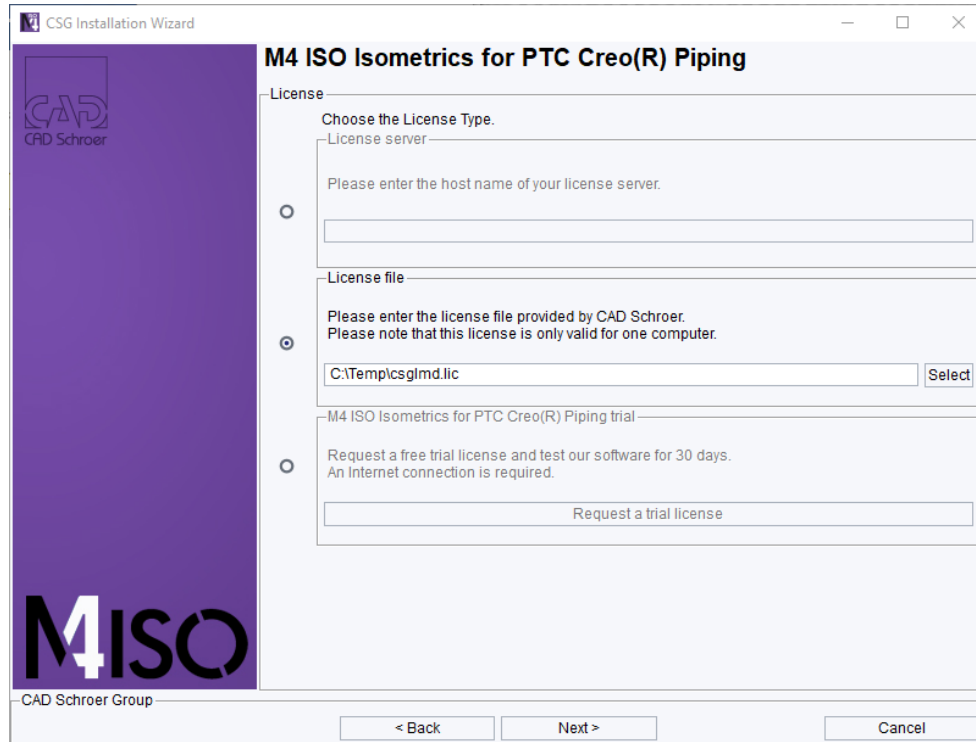 CSG Installation Wizard
CAD Schroer
M4 ISO Isometrics for PTC Creo(R) Piping
License
Choose the License Type.
License server
Please enter the host name of your license server.
License file
Please enter the license file provided by CAD Schroer.
Please note that this license is only valid for one computer.
C:\Temp\csglmd.lic
Select
M4 ISO Isometrics for PTC Creo(R) Piping trial
Request a free trial license and test our software for 30 days.
An Internet connection is required.
Request a trial license
M4 ISO
CAD Schroer Group
< Back
Next >
Cancel